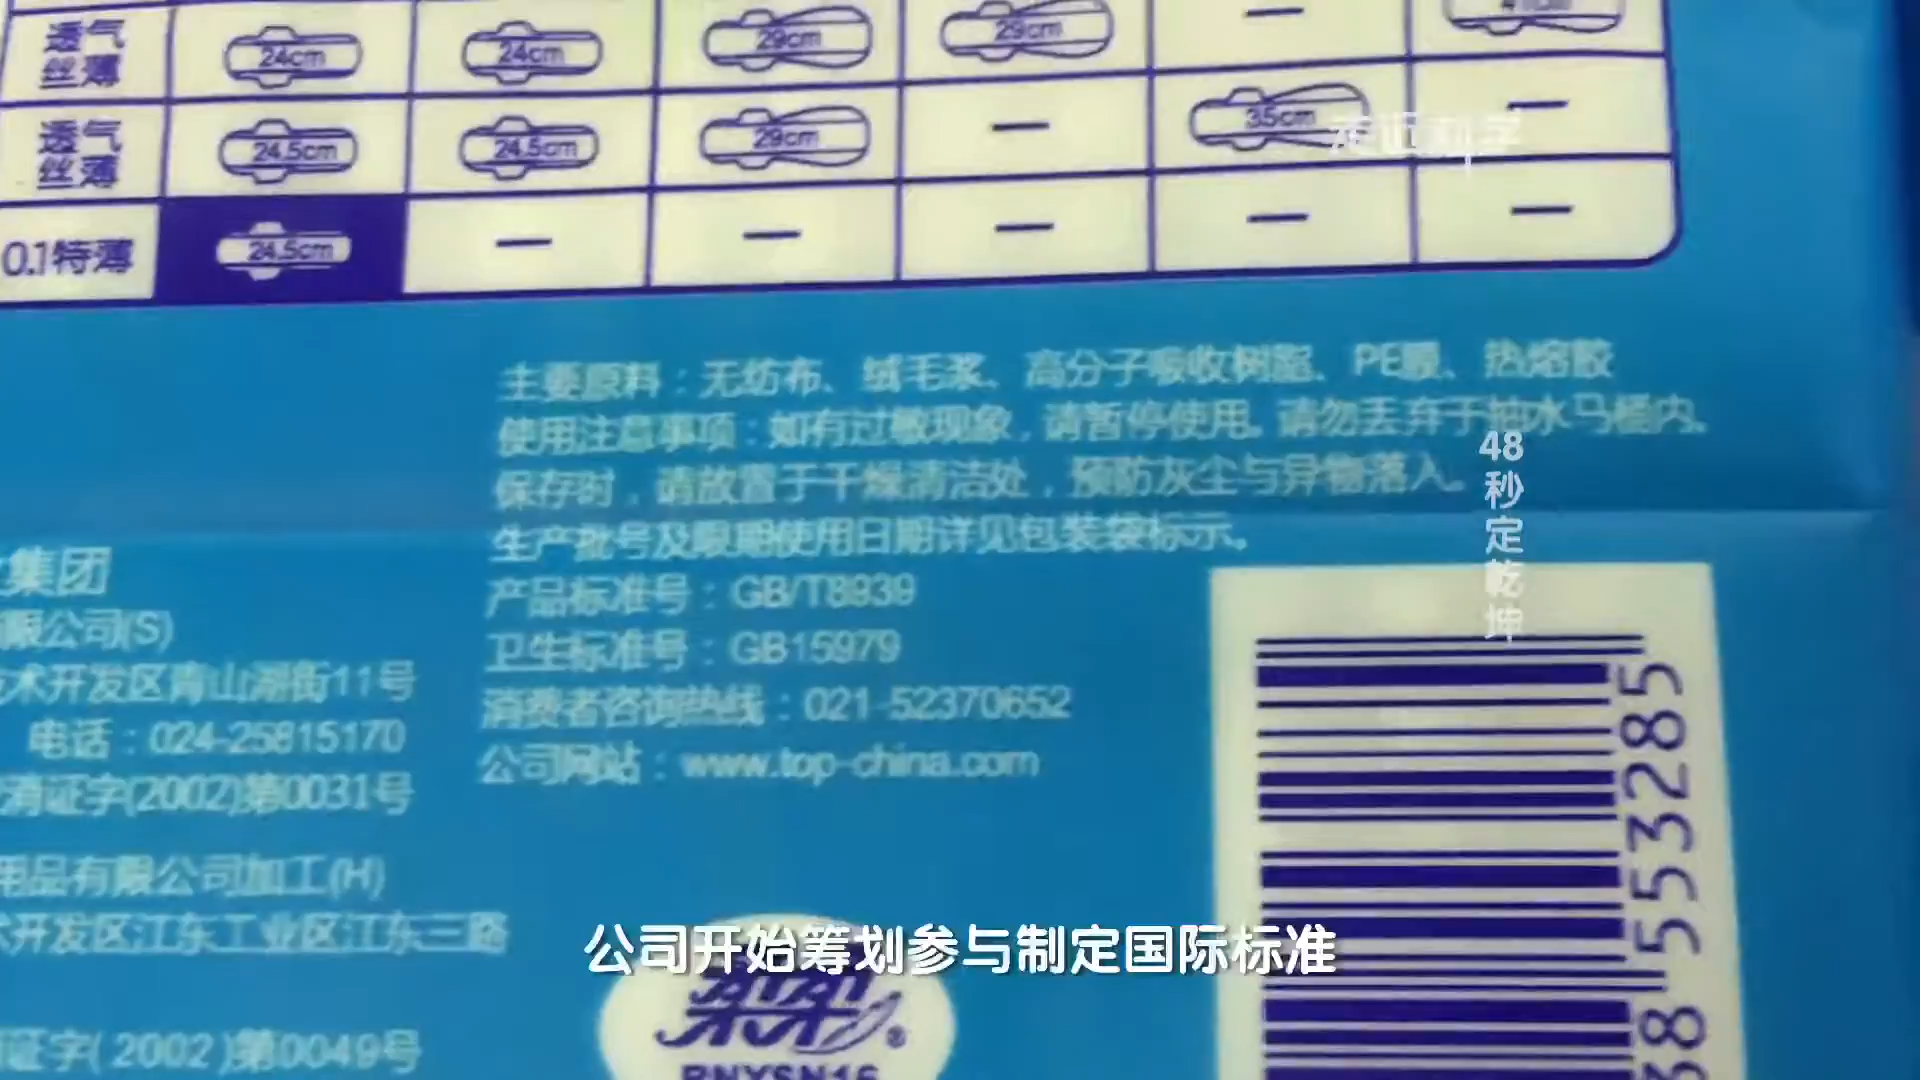 透气
丝薄
24cm
24cm
29cm
29cm
透气
丝薄
24.5cm
24.5cm
29cm
35cm
走近科学
0.1特薄
24.5cm
主要原料：无纺布、绒毛浆、高分子吸收树脂、PE膜、热熔胶
使用注意事项：如有过敏现象，请暂停使用。请勿丢弃于抽水马桶内。
保存时，请放置于干燥清洁处，预防灰尘与异物落入。
生产批号及限期使用日期详见包装袋标示。
产品标准号：GB/T8939
卫生标准号：GB15979
消费者咨询热线：021-52370652
公司网站：www.top-china.com
48秒定乾坤
集团
限公司(S)
术开发区青山湖街11号
电话：024-25815170
消证字(2002)第0031号
用品有限公司加工(H)
术开发区江东工业区江东三路
证字(2002)第0049号
公司开始筹划参与制定国际标准
38553285